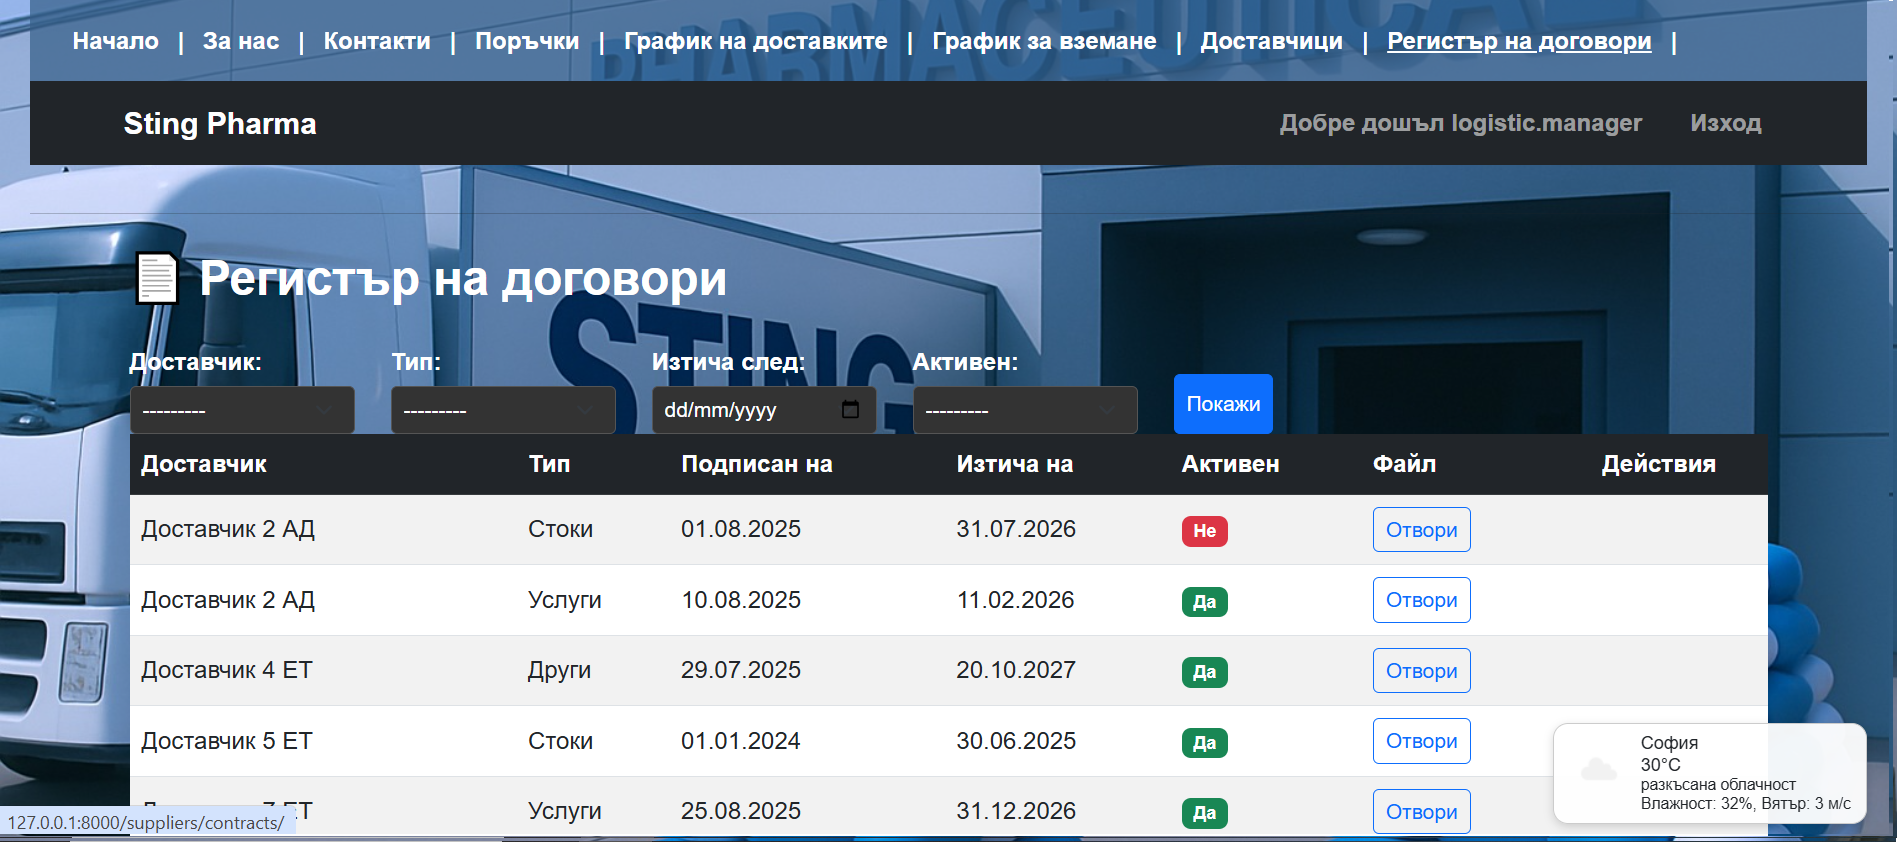 Начало | За нас | Контакти | Поръчки | График на доставките | График за вземане | Доставчици | Регистър на договори |
Sting Pharma Добре дошъл logistic.manager Изход
PHARMACEUTICAL
STING
Регистър на договори
Доставчик: Тип: Изтича след: Активен:
--------- --------- dd/mm/yyyy --------- Покажи
Доставчик Тип Подписан на Изтича на Активен Файл Действия
Доставчик 2 АД Стоки 01.08.2025 31.07.2026 Не Отвори
Доставчик 2 АД Услуги 10.08.2025 11.02.2026 Да Отвори
Доставчик 4 ЕТ Други 29.07.2025 20.10.2027 Да Отвори
Доставчик 5 ЕТ Стоки 01.01.2024 30.06.2025 Да Отвори
Доставчик 7 ЕТ Услуги 25.08.2025 31.12.2026 Да Отвори
София
30°C
разкъсана облачност
Влажност: 32%, Вятър: 3 м/с
127.0.0.1:8000/suppliers/contracts/